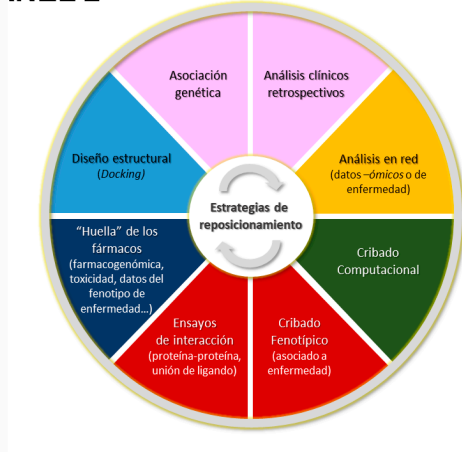 Asociación
genética
Análisis clínicos
retrospectivos
Análisis en red
(datos –ómicos o de
enfermedad)
Cribado
Computacional
Cribado
Fenotípico
(asociado a
enfermedad)
Ensayos
de interacción
(proteína-proteína,
unión de ligando)
"Huella" de los
fármacos
(farmacogenómica,
toxicidad, datos del
fenotipo de
enfermedad...)
Diseño estructural
(Docking)
Estrategias de
reposicionamiento